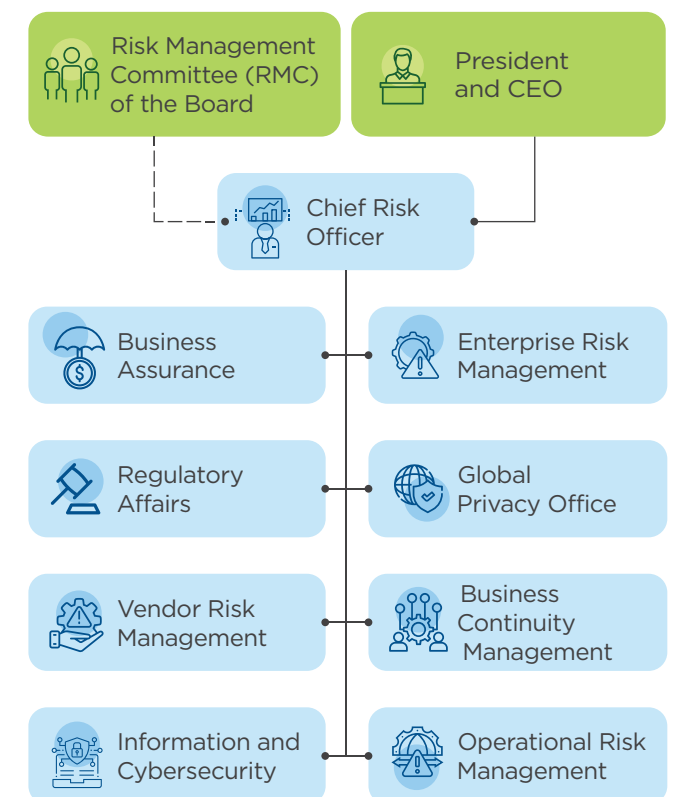 Risk Management
Committee (RMC)
of the Board
President
and CEO
Chief Risk
Officer
Business
Assurance
Enterprise Risk
Management
Regulatory
Affairs
Global
Privacy Office
Vendor Risk
Management
Business
Continuity
Management
Information and
Cybersecurity
Operational Risk
Management